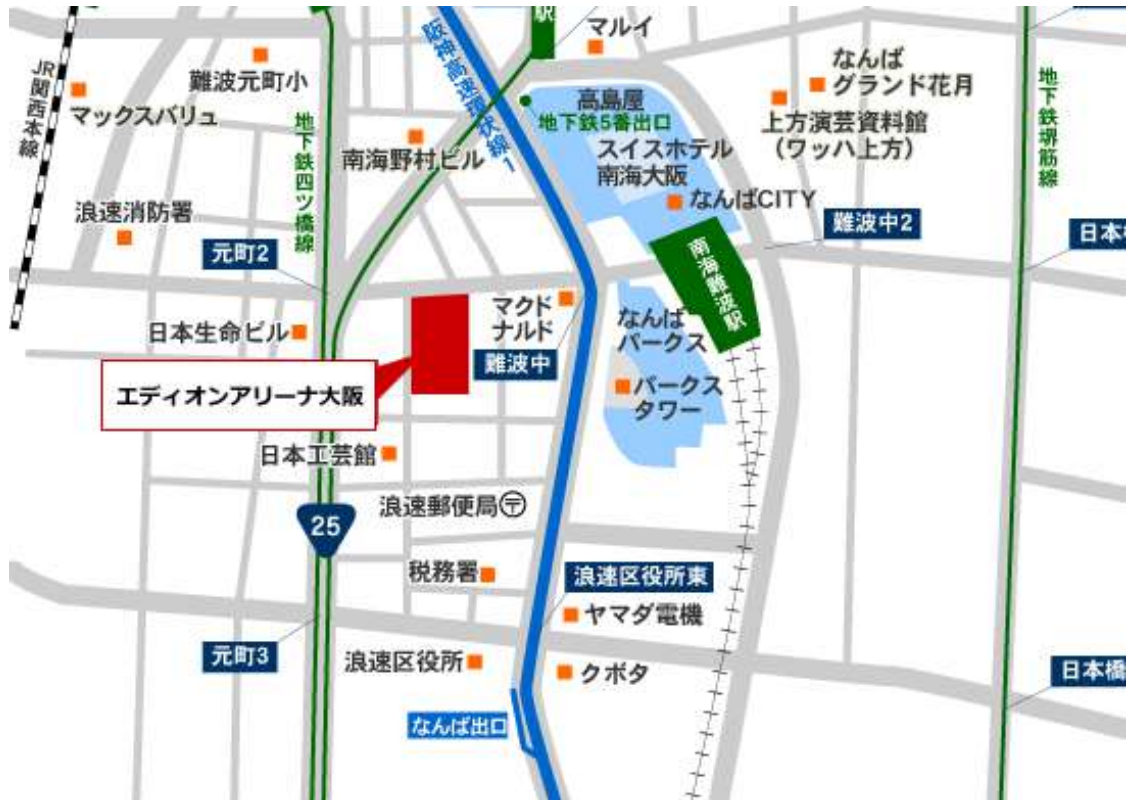 駅
マルイ
なんば
グランド花月
難波元町小
JR関西本線
マックスバリュ
阪神高速環状線1
高島屋
地下鉄5番出口
上方演芸資料館
(ワッハ上方)
地下鉄堺筋線
地下鉄四ツ橋線
南海野村ビル
スイスホテル
南海大阪
なんばCITY
浪速消防署
元町2
難波中2
南海難波駅
マクド
ナルド
なんば
パークス
日本生命ビル
難波中
エディオンアリーナ大阪
パークス
タワー
日本工芸館
浪速郵便局〒
25
税務署
浪速区役所東
ヤマダ電機
元町3
浪速区役所
クボタ
日本橋
なんば出口